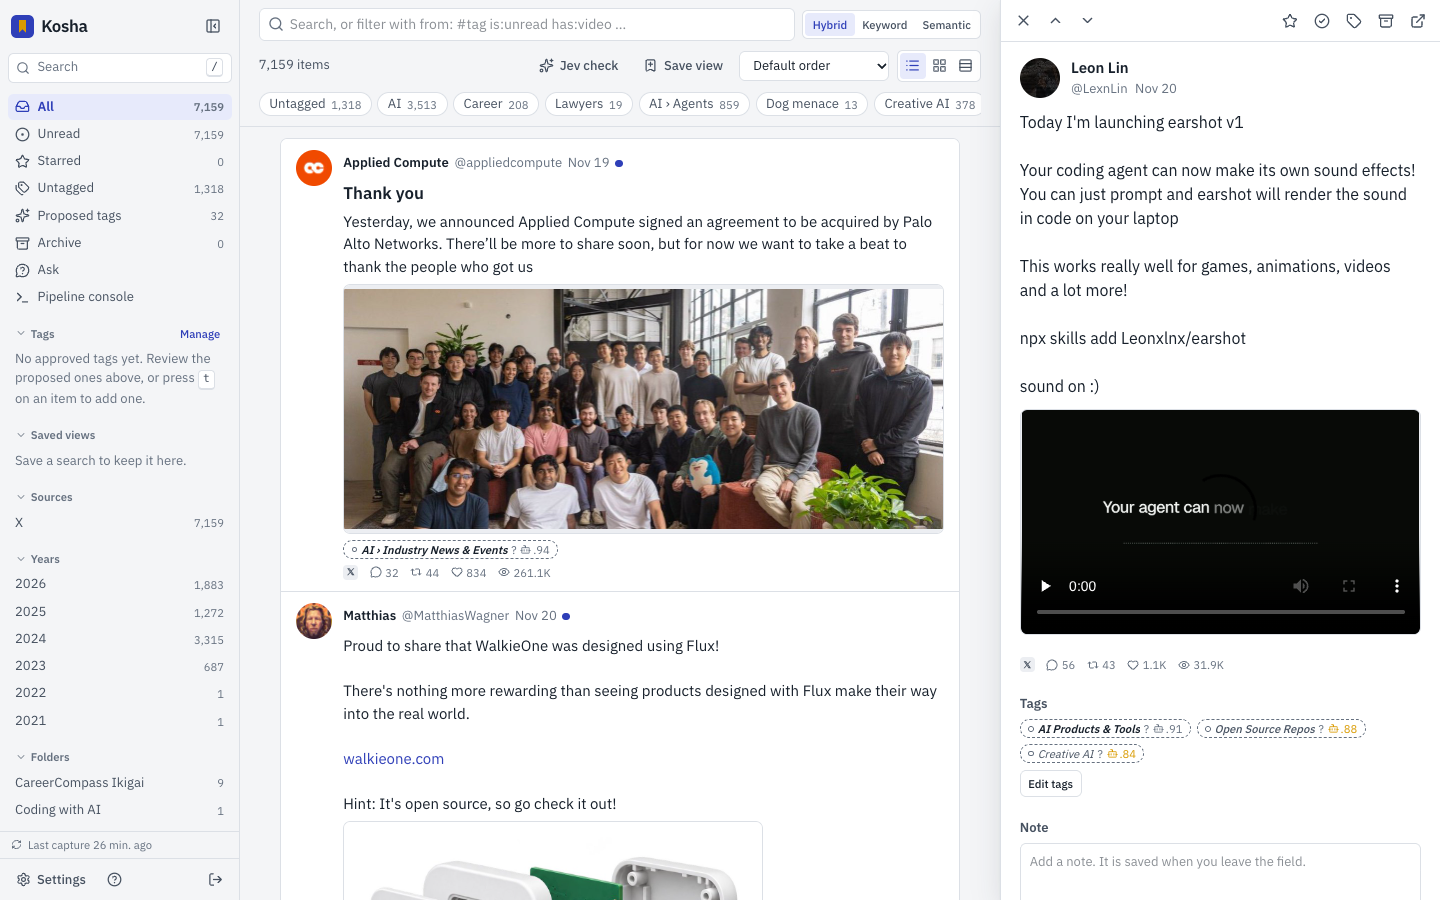 Kosha
Search
/
All 7,159
Unread 7,159
Starred 0
Untagged 1,318
Proposed tags 32
Archive 0
Ask
Pipeline console
Tags Manage
No approved tags yet. Review the
proposed ones above, or press t
on an item to add one.
Saved views
Save a search to keep it here.
Sources
X 7,159
Years
2026 1,883
2025 1,272
2024 3,315
2023 687
2022 1
2021 1
Folders
CareerCompass Ikigai 9
Coding with AI 1
Last capture 26 min. ago
Settings
Search, or filter with from: #tag is:unread has:video ...
Hybrid Keyword Semantic
7,159 items
Jev check
Save view
Default order
Untagged 1,318 AI 3,513 Career 208 Lawyers 19 AI › Agents 859 Dog menace 13 Creative AI 378
Applied Compute @appliedcompute Nov 19
Thank you
Yesterday, we announced Applied Compute signed an agreement to be acquired by Palo
Alto Networks. There’ll be more to share soon, but for now we want to take a beat to
thank the people who got us
AI › Industry News & Events ? .94
X 32 44 834 261.1K
Matthias @MatthiasWagner Nov 20
Proud to share that WalkieOne was designed using Flux!
There's nothing more rewarding than seeing products designed with Flux make their way
into the real world.
walkieone.com
Hint: It's open source, so go check it out!
Leon Lin
@LexnLin Nov 20
Today I'm launching earshot v1
Your coding agent can now make its own sound effects!
You can just prompt and earshot will render the sound
in code on your laptop
This works really well for games, animations, videos
and a lot more!
npx skills add Leonxlnx/earshot
sound on :)
Your agent can now make
0:00
X 56 43 1.1K 31.9K
Tags
AI Products & Tools ? .91 Open Source Repos ? .88
Creative AI ? .84
Edit tags
Note
Add a note. It is saved when you leave the field.